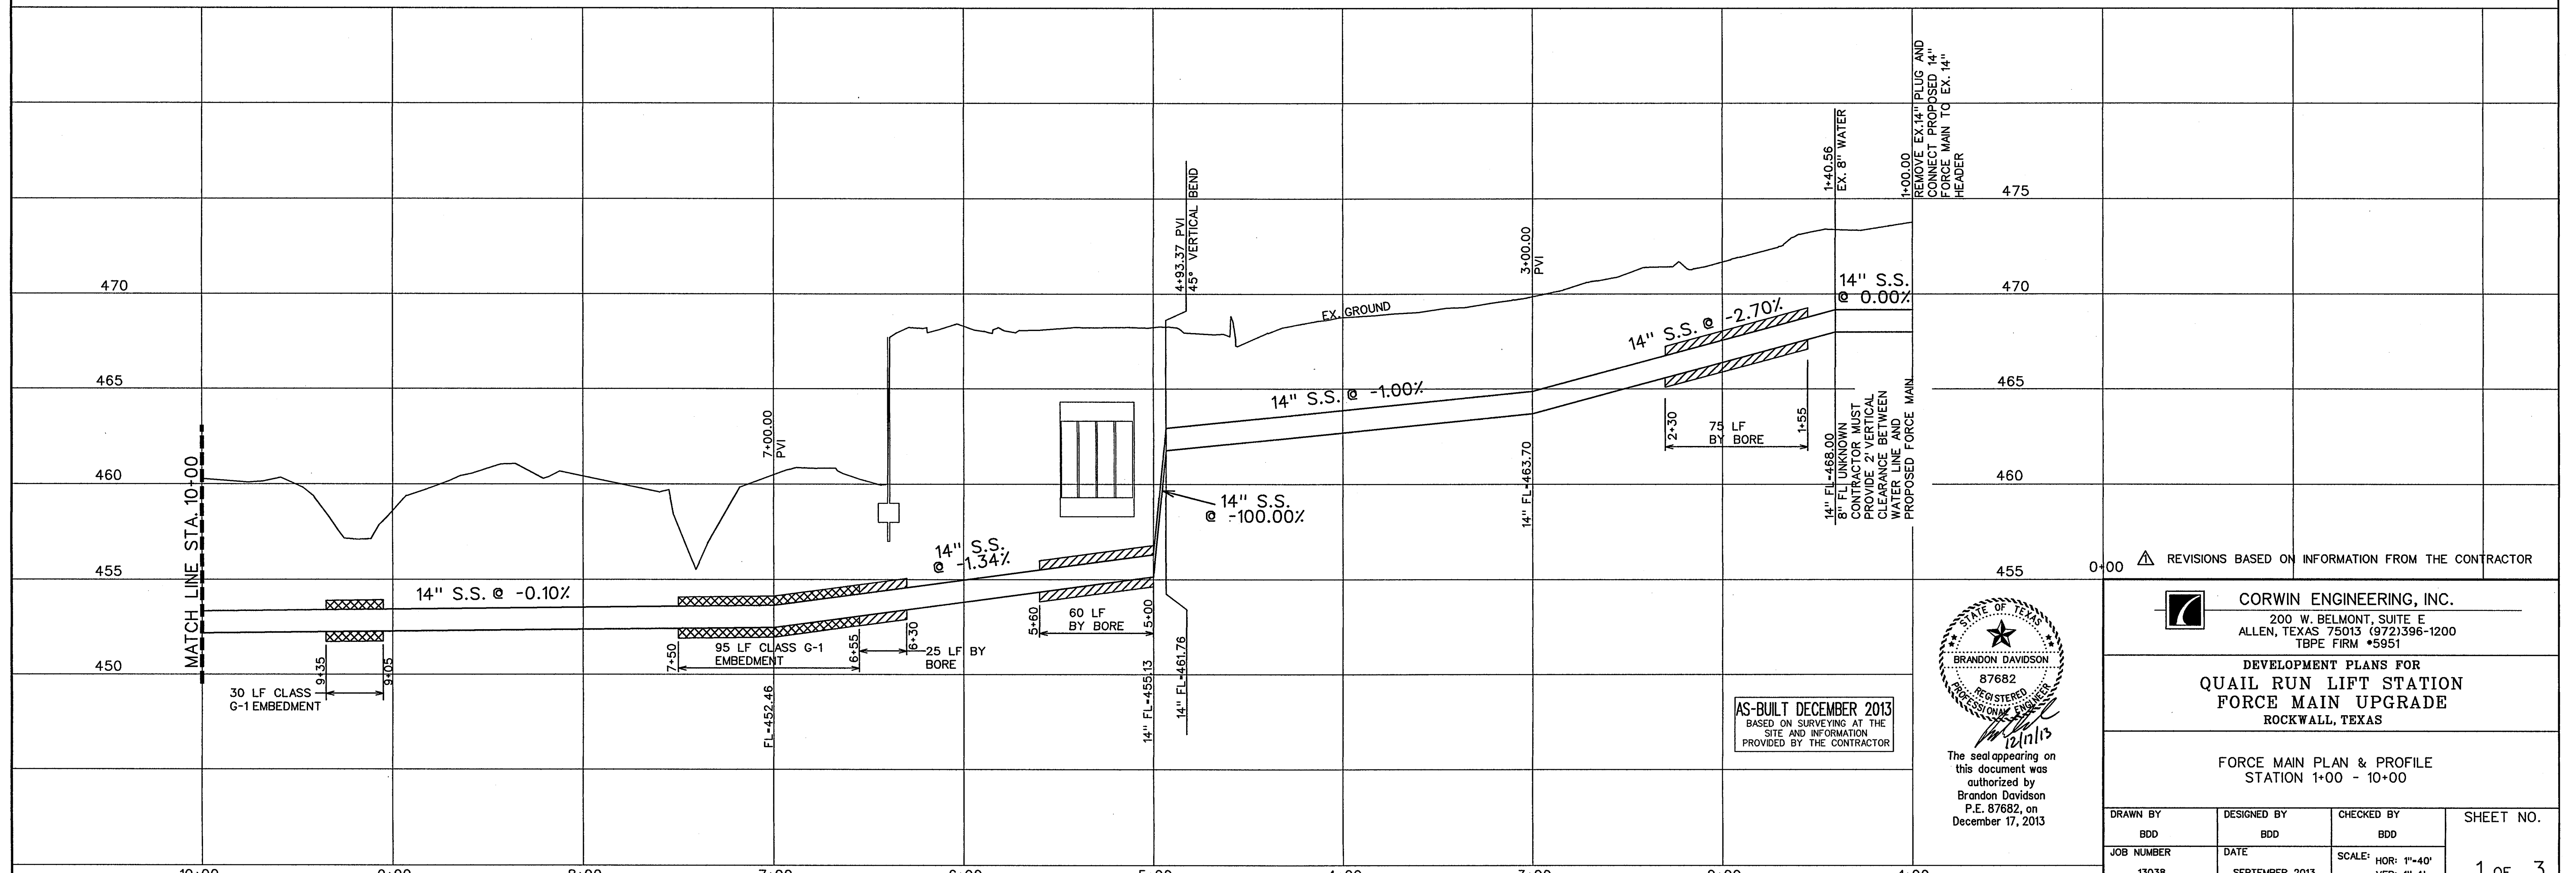 REMOVE EX.14" PLUG AND
CONNECT PROPOSED 14"
FORCE MAIN TO EX. 14"
HEADER
1+00.00
1+40.56
EX. 8" WATER
4+93.37 PVI
45° VERTICAL BEND
3+00.00
PVI
475
470
470
EX. GROUND
14" S.S. @ -2.70%
14" S.S.
@ 0.00%
465
465
14" S.S. @ -1.00%
7+00.00
PVI
2+30
75 LF
BY BORE
1+55
14" FL=463.70
14" FL=468.00
8" FL UNKNOWN
CONTRACTOR MUST
PROVIDE 2' VERTICAL
CLEARANCE BETWEEN
WATER LINE AND
PROPOSED FORCE MAIN.
460
460
MATCH LINE STA. 10+00
14" S.S.
@ -100.00%
14" S.S.
@ -1.34%
455
455
14" S.S. @ -0.10%
0+00
1 REVISIONS BASED ON INFORMATION FROM THE CONTRACTOR
450
9+35
9+05
30 LF CLASS
G-1 EMBEDMENT
7+50
95 LF CLASS G-1
EMBEDMENT
6+55
6+30
25 LF BY
BORE
5+60
60 LF
BY BORE
5+00
FL=452.46
14" FL=455.13
14" FL=461.76
AS-BUILT DECEMBER 2013
BASED ON SURVEYING AT THE
SITE AND INFORMATION
PROVIDED BY THE CONTRACTOR
STATE OF TEXAS
BRANDON DAVIDSON
87682
REGISTERED
PROFESSIONAL ENGINEER
12/17/13
The seal appearing on
this document was
authorized by
Brandon Davidson
P.E. 87682, on
December 17, 2013
CORWIN ENGINEERING, INC.
200 W. BELMONT, SUITE E
ALLEN, TEXAS 75013 (972)396-1200
TBPE FIRM •5951
DEVELOPMENT PLANS FOR
QUAIL RUN LIFT STATION
FORCE MAIN UPGRADE
ROCKWALL, TEXAS
FORCE MAIN PLAN & PROFILE
STATION 1+00 - 10+00
DRAWN BY
BDD
DESIGNED BY
BDD
CHECKED BY
BDD
SHEET NO.
JOB NUMBER
13038
DATE
SEPTEMBER 2013
SCALE: HOR: 1"=40'
1 OF 3